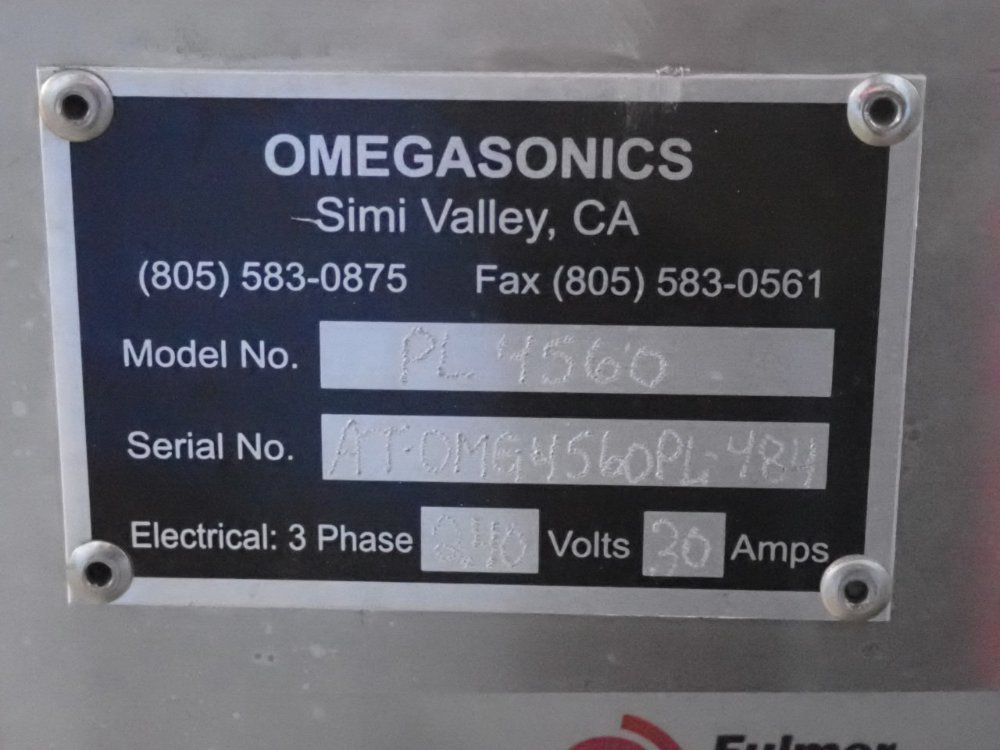 OMEGASONICS
Simi Valley, CA
(805) 583-0875 Fax (805) 583-0561
Model No. PL 4560
Serial No. AT-OMG4560PL-484
Electrical: 3 Phase 240 Volts 30 Amps